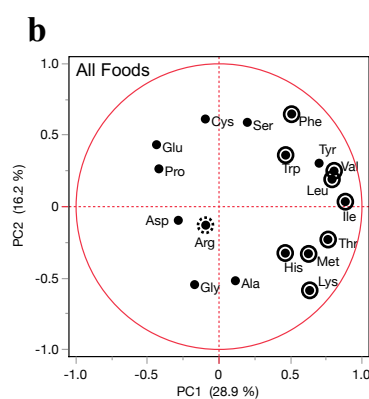 b
All Foods
1.0
0.5
0
-0.5
-1.0
PC2 (16.2 %)
Cys
Ser
Phe
Glu
Tyr
Trp
Val
Pro
Leu
Ile
Asp
Arg
Thr
His
Met
Gly
Ala
Lys
-1.0 -0.5 0 0.5 1.0
PC1 (28.9 %)